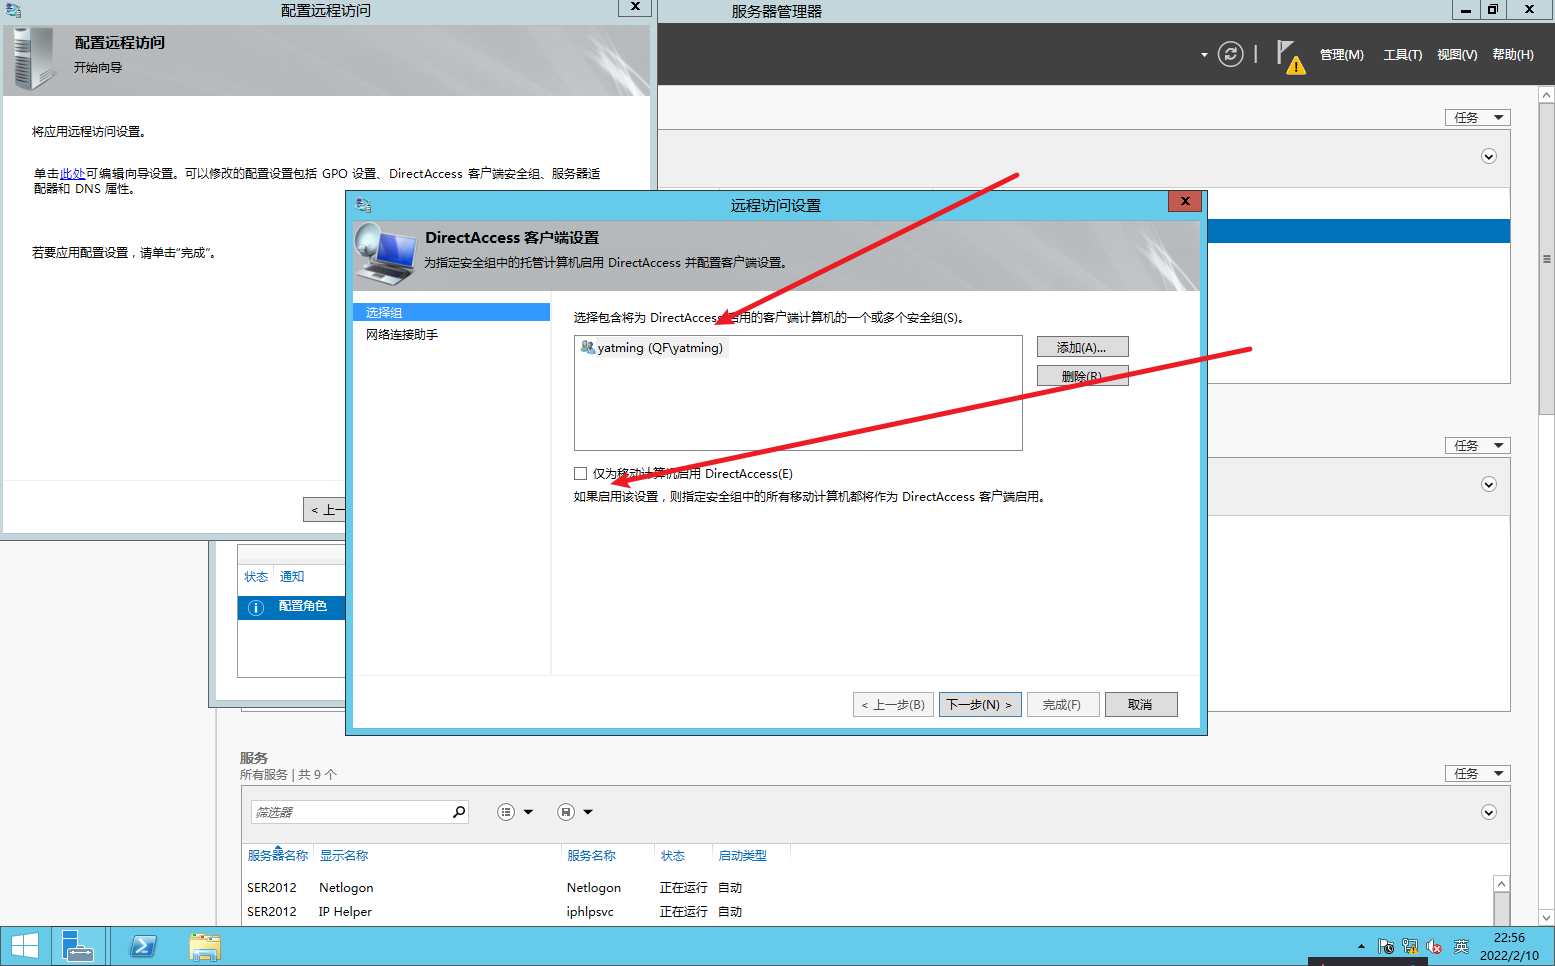 配置远程访问
x
服务器管理器
x
配置远程访问
开始向导
管理(M)
工具(T)
视图(V)
帮助(H)
将应用远程访问设置。
任务
单击此处可编辑向导设置。可以修改的配置设置包括 GPO 设置、DirectAccess 客户端安全组、服务器适
配器和 DNS 属性。
若要应用配置设置，请单击“完成”。
远程访问设置
x
DirectAccess 客户端设置
为指定安全组中的托管计算机启用 DirectAccess 并配置客户端设置。
选择组
网络连接助手
选择包含将为 DirectAccess 启用的客户端计算机的一个或多个安全组(S)。
yatming (QF\yatming)
添加(A)...
删除(R)
仅为移动计算机启用 DirectAccess(E)
如果启用该设置，则指定安全组中的所有移动计算机都将作为 DirectAccess 客户端启用。
任务
< 上一
状态
通知
配置角色
< 上一步(B)
下一步(N) >
完成(F)
取消
服务
所有服务 | 共 9 个
任务
筛选器
服务器名称
显示名称
服务名称
状态
启动类型
SER2012
Netlogon
Netlogon
正在运行
自动
SER2012
IP Helper
iphlpsvc
正在运行
自动
英
22:56
2022/2/10